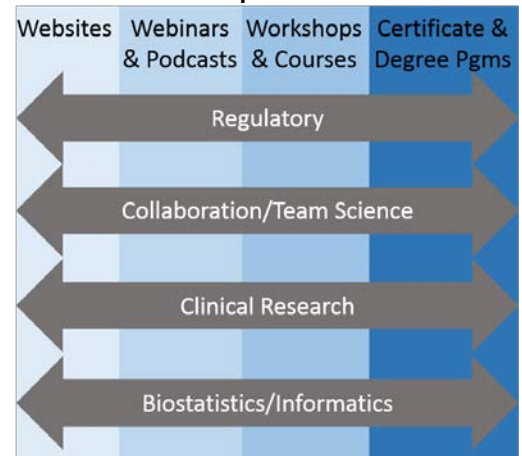 Websites
Webinars
& Podcasts
Workshops
& Courses
Certificate &
Degree Pgms
Regulatory
Collaboration/Team Science
Clinical Research
Biostatistics/Informatics